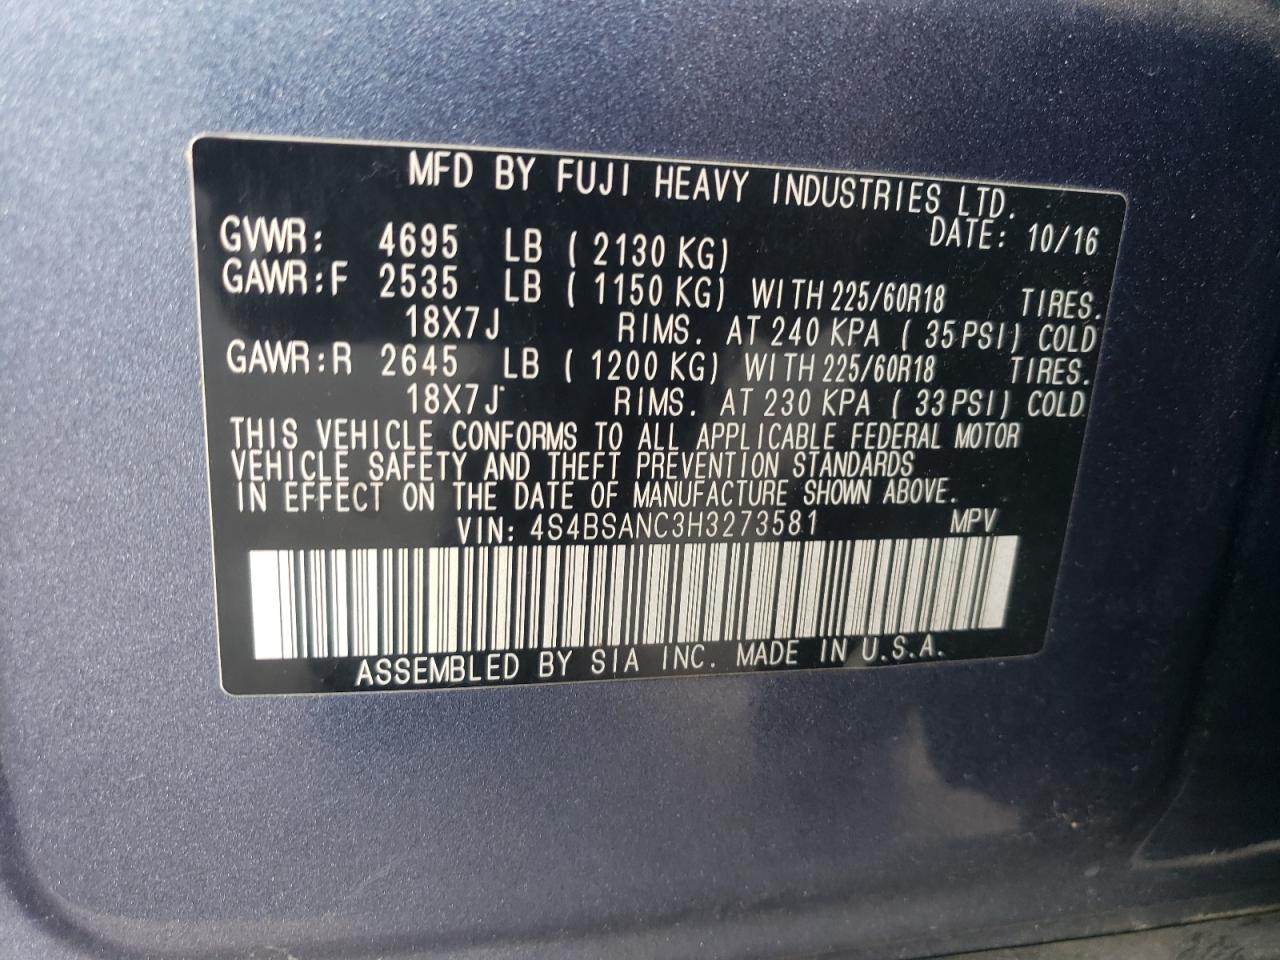 MFD BY FUJI HEAVY INDUSTRIES LTD.
DATE: 10/16
GVWR: 4695 LB ( 2130 KG)
GAWR:F 2535 LB ( 1150 KG) WITH 225/60R18 TIRES.
18X7J RIMS. AT 240 KPA ( 35 PSI) COLD
GAWR:R 2645 LB ( 1200 KG) WITH 225/60R18 TIRES.
18X7J RIMS. AT 230 KPA ( 33 PSI) COLD
THIS VEHICLE CONFORMS TO ALL APPLICABLE FEDERAL MOTOR
VEHICLE SAFETY AND THEFT PREVENTION STANDARDS
IN EFFECT ON THE DATE OF MANUFACTURE SHOWN ABOVE.
VIN: 4S4BSANC3H3273581 MPV
ASSEMBLED BY SIA INC. MADE IN U.S.A.